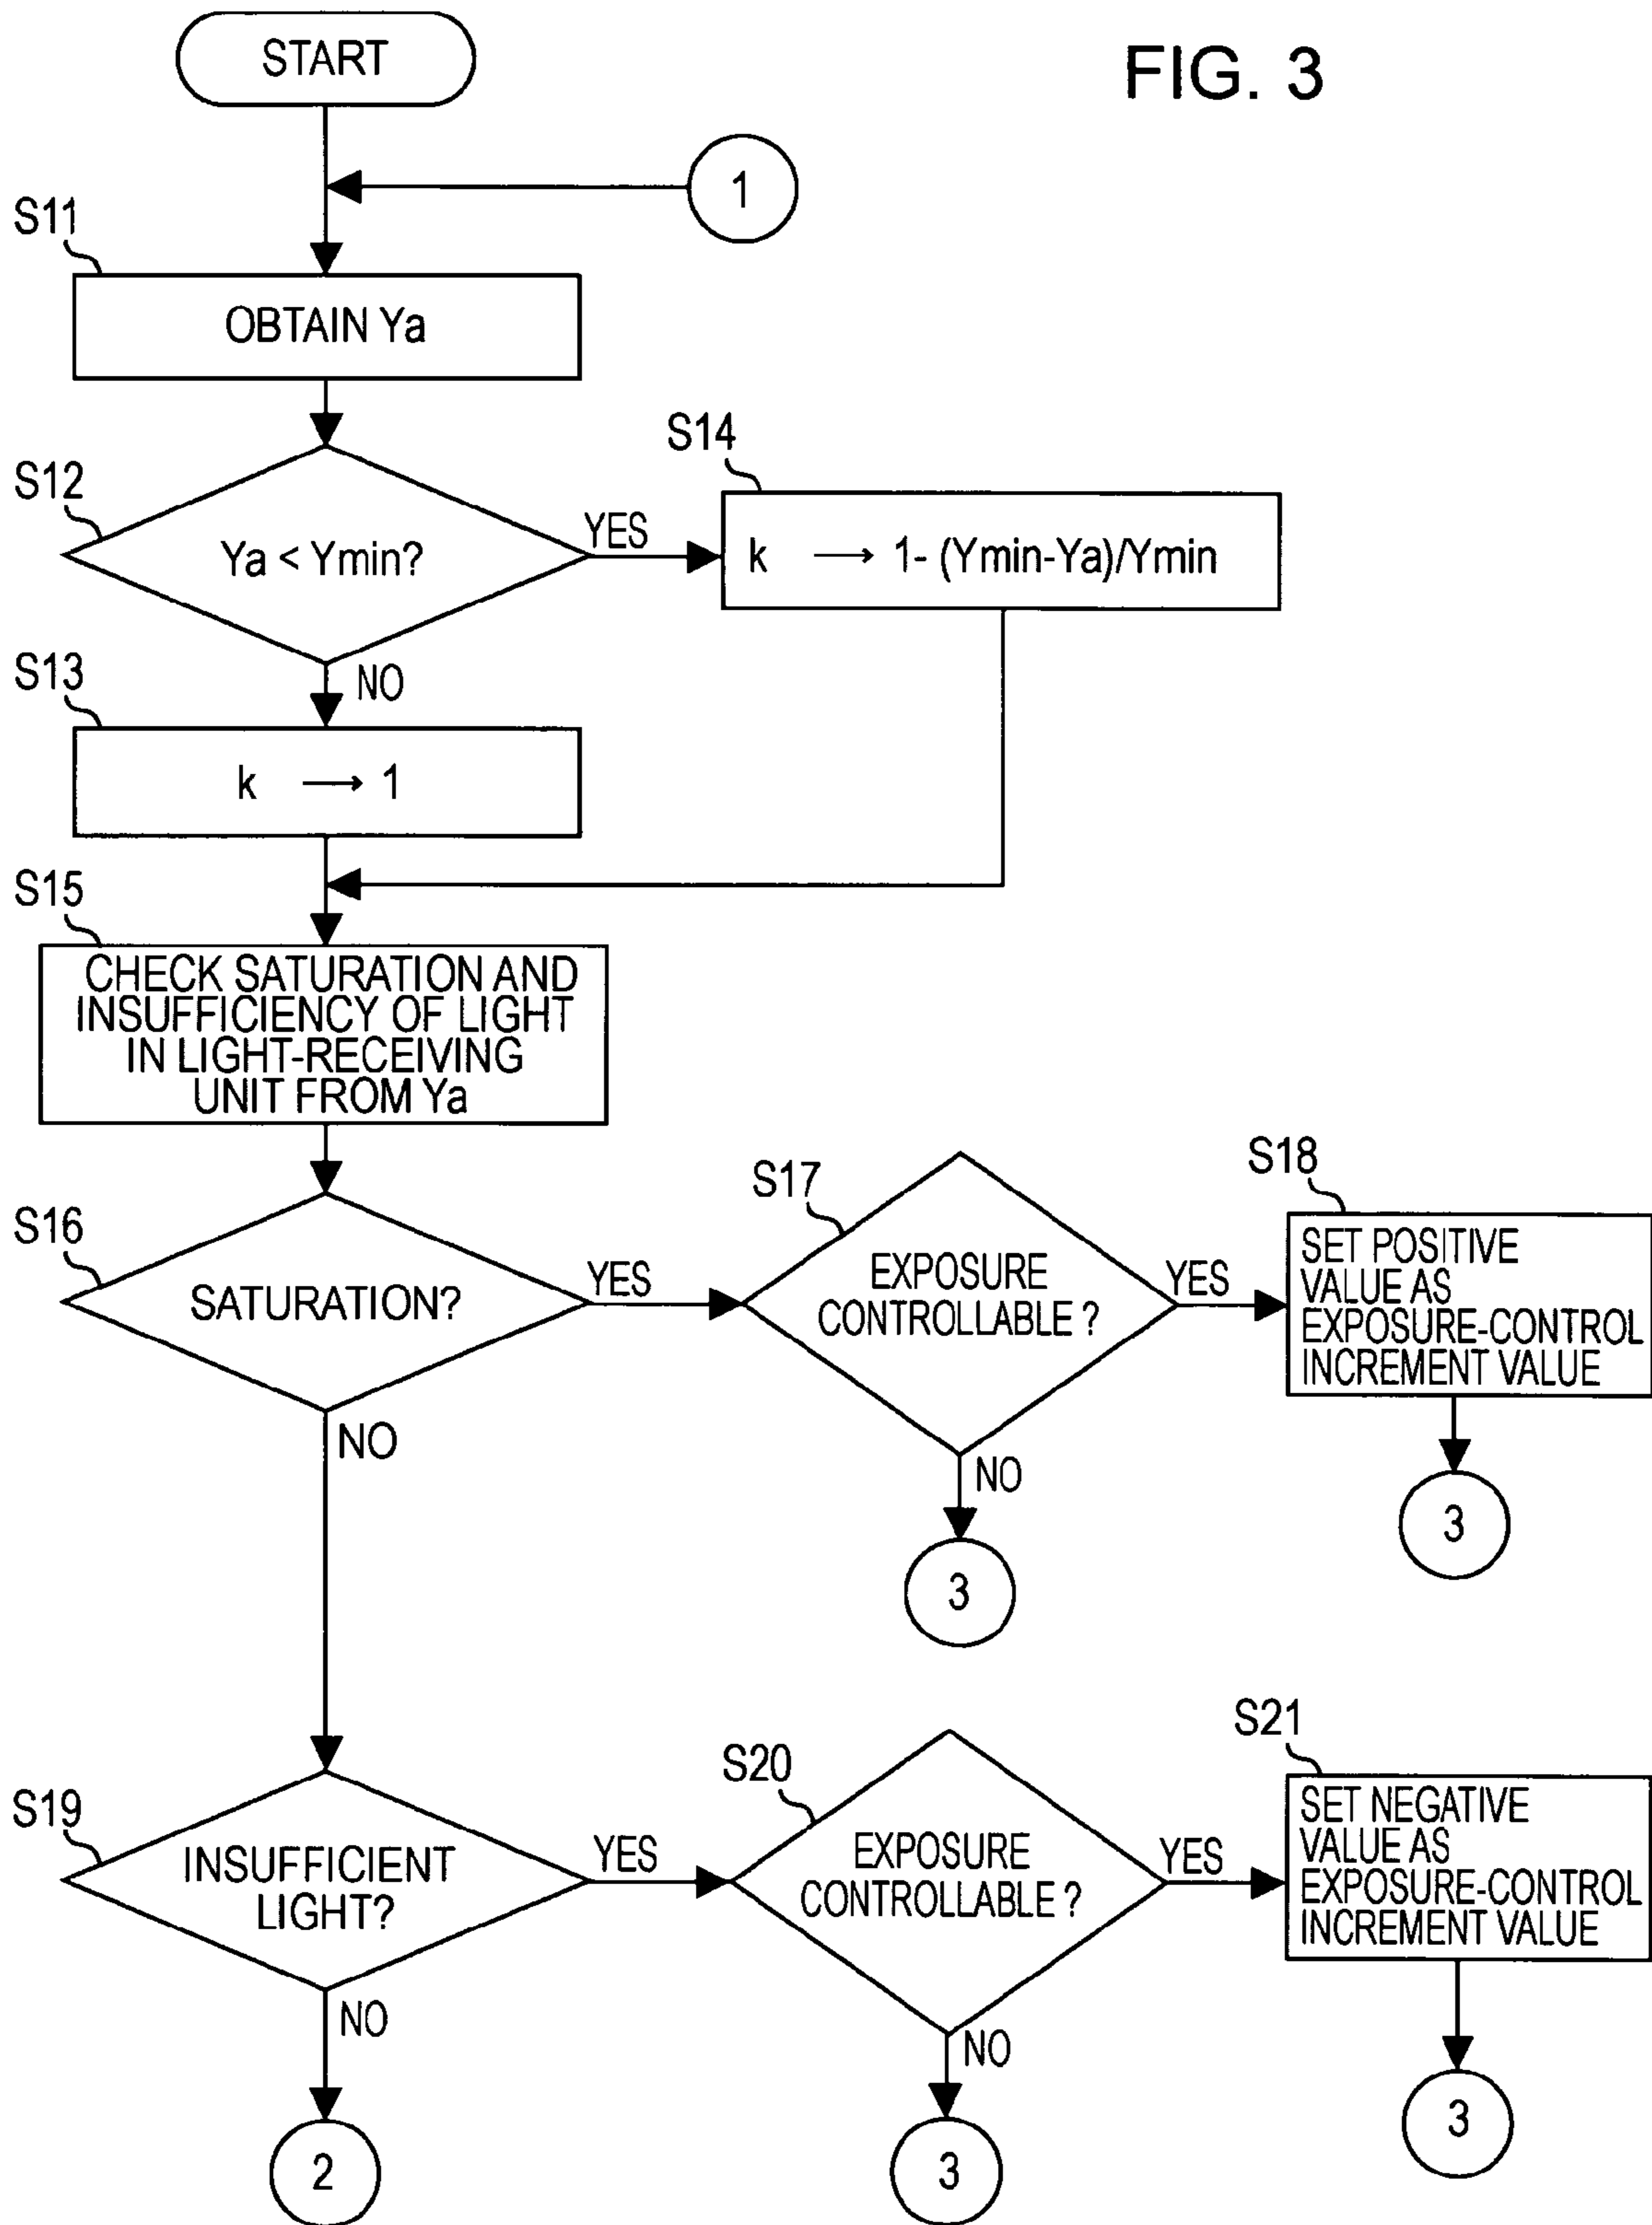 START
FIG. 3
1
S11
OBTAIN Ya
S12
Ya < Ymin?
YES
S14
k → 1- (Ymin-Ya)/Ymin
NO
S13
k → 1
S15
CHECK SATURATION AND
INSUFFICIENCY OF LIGHT
IN LIGHT-RECEIVING
UNIT FROM Ya
S16
SATURATION?
YES
S17
EXPOSURE
CONTROLLABLE ?
YES
S18
SET POSITIVE
VALUE AS
EXPOSURE-CONTROL
INCREMENT VALUE
NO
NO
3
3
S19
INSUFFICIENT
LIGHT?
YES
S20
EXPOSURE
CONTROLLABLE ?
YES
S21
SET NEGATIVE
VALUE AS
EXPOSURE-CONTROL
INCREMENT VALUE
NO
NO
2
3
3